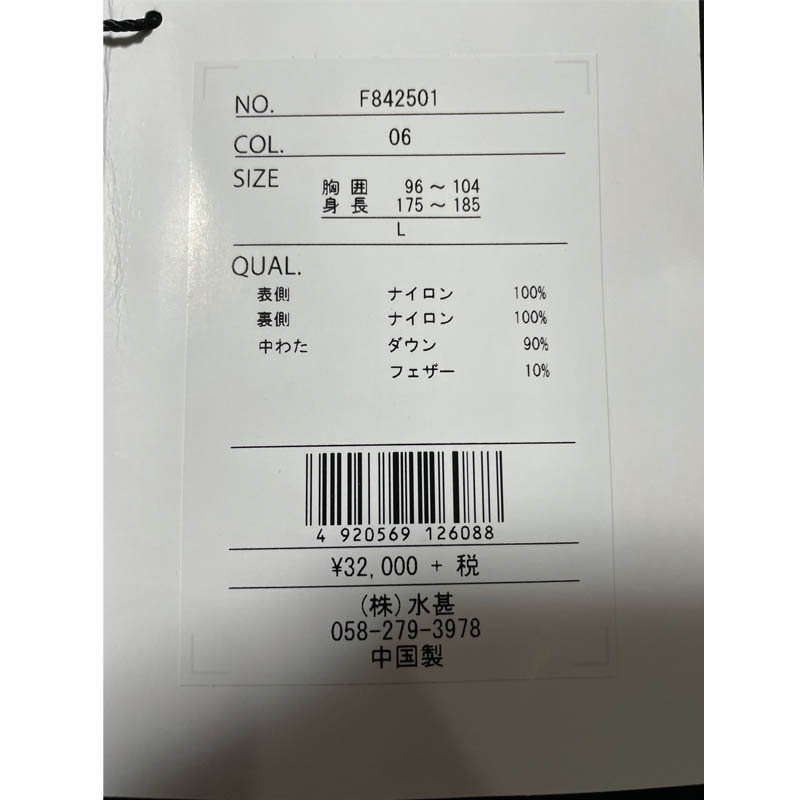 NO. F842501
COL. 06
SIZE 胸囲 96～104
身長 175～185
L
QUAL.
表側 ナイロン 100%
裏側 ナイロン 100%
中わた ダウン 90%
フェザー 10%
4 920569 126088
¥32,000 + 税
(株)水甚
058-279-3978
中国製